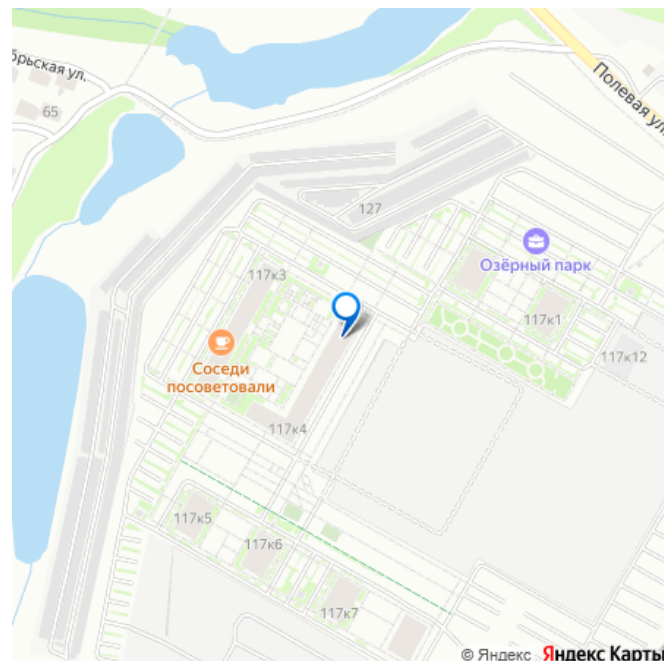 брьская ул.
65
Полевая ул.
127
Озёрный парк
117к3
117к1
117к12
Соседи
посоветовали
117к4
117к5
117к6
117к7
© Яндекс Яндекс Карты